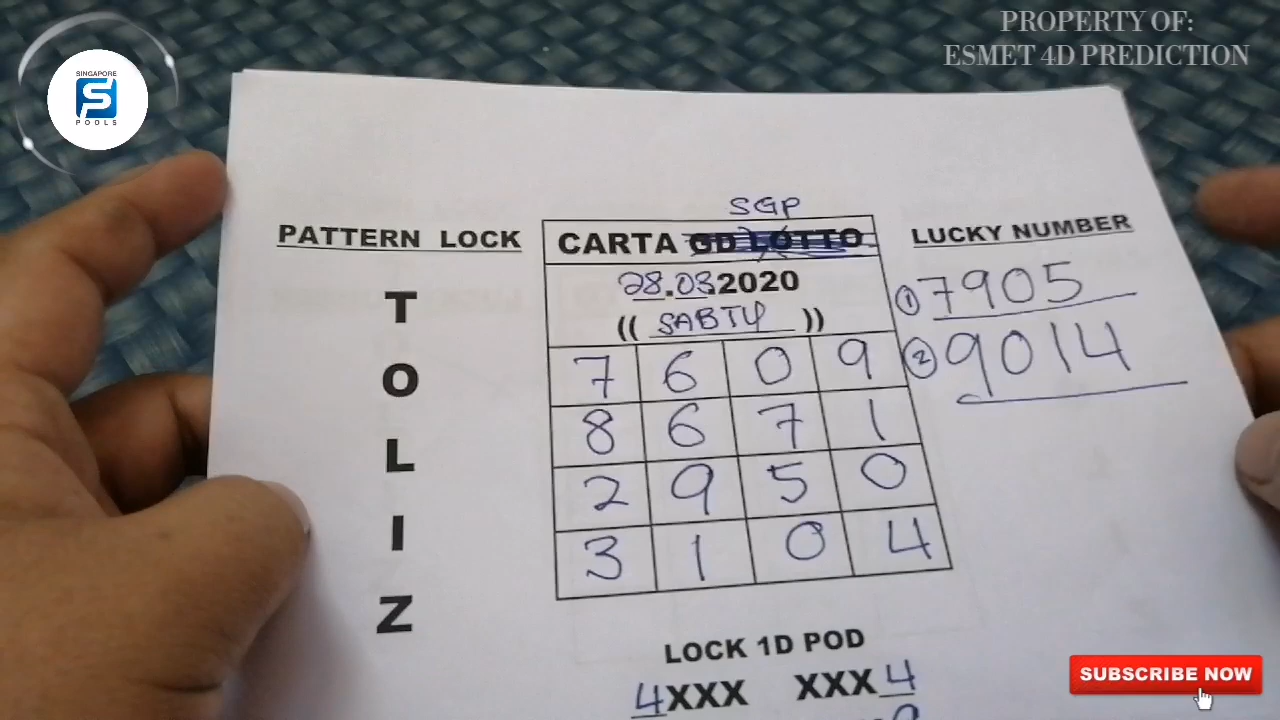 PROPERTY OF:
ESMET 4D PREDICTION
SINGAPORE
POOLS
PATTERN LOCK
T
O
L
I
Z
SGP
CARTA GD LOTTO
28.03.2020
(( SABTU ))
7 6 0 9
8 6 7 1
2 9 5 0
3 1 0 4
LUCKY NUMBER
1 7905
2 9014
LOCK 1D POD
4XXX XXX4
SUBSCRIBE NOW